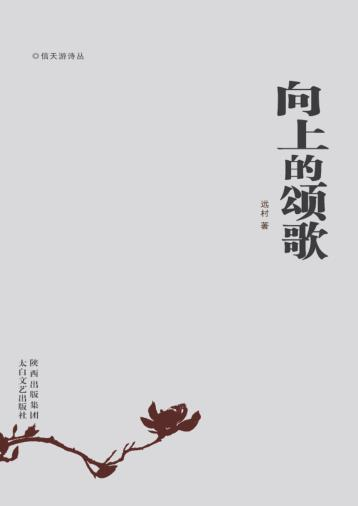 ◎信天游诗丛
向上的颂歌
远村 著
陕西出版集团
太白文艺出版社